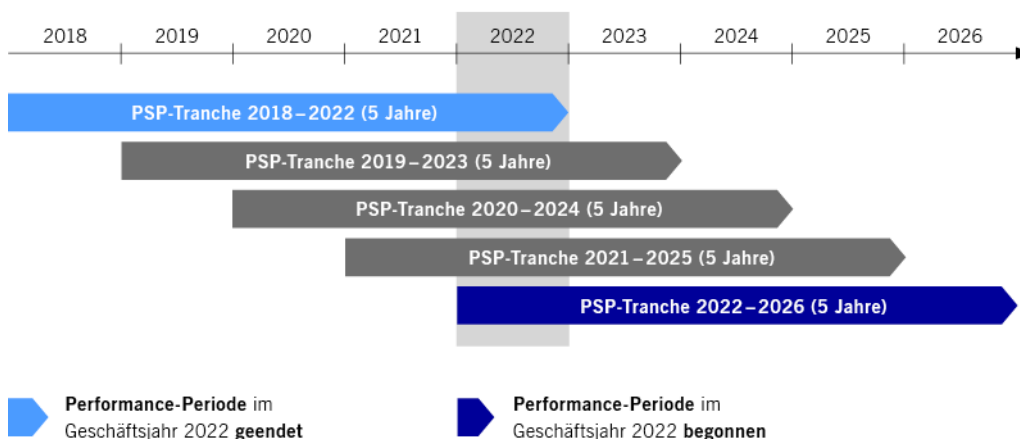 2018 2019 2020 2021 2022 2023 2024 2025 2026
PSP-Tranche 2018–2022 (5 Jahre)
PSP-Tranche 2019–2023 (5 Jahre)
PSP-Tranche 2020–2024 (5 Jahre)
PSP-Tranche 2021–2025 (5 Jahre)
PSP-Tranche 2022–2026 (5 Jahre)
Performance-Periode im
Geschäftsjahr 2022 geendet
Performance-Periode im
Geschäftsjahr 2022 begonnen